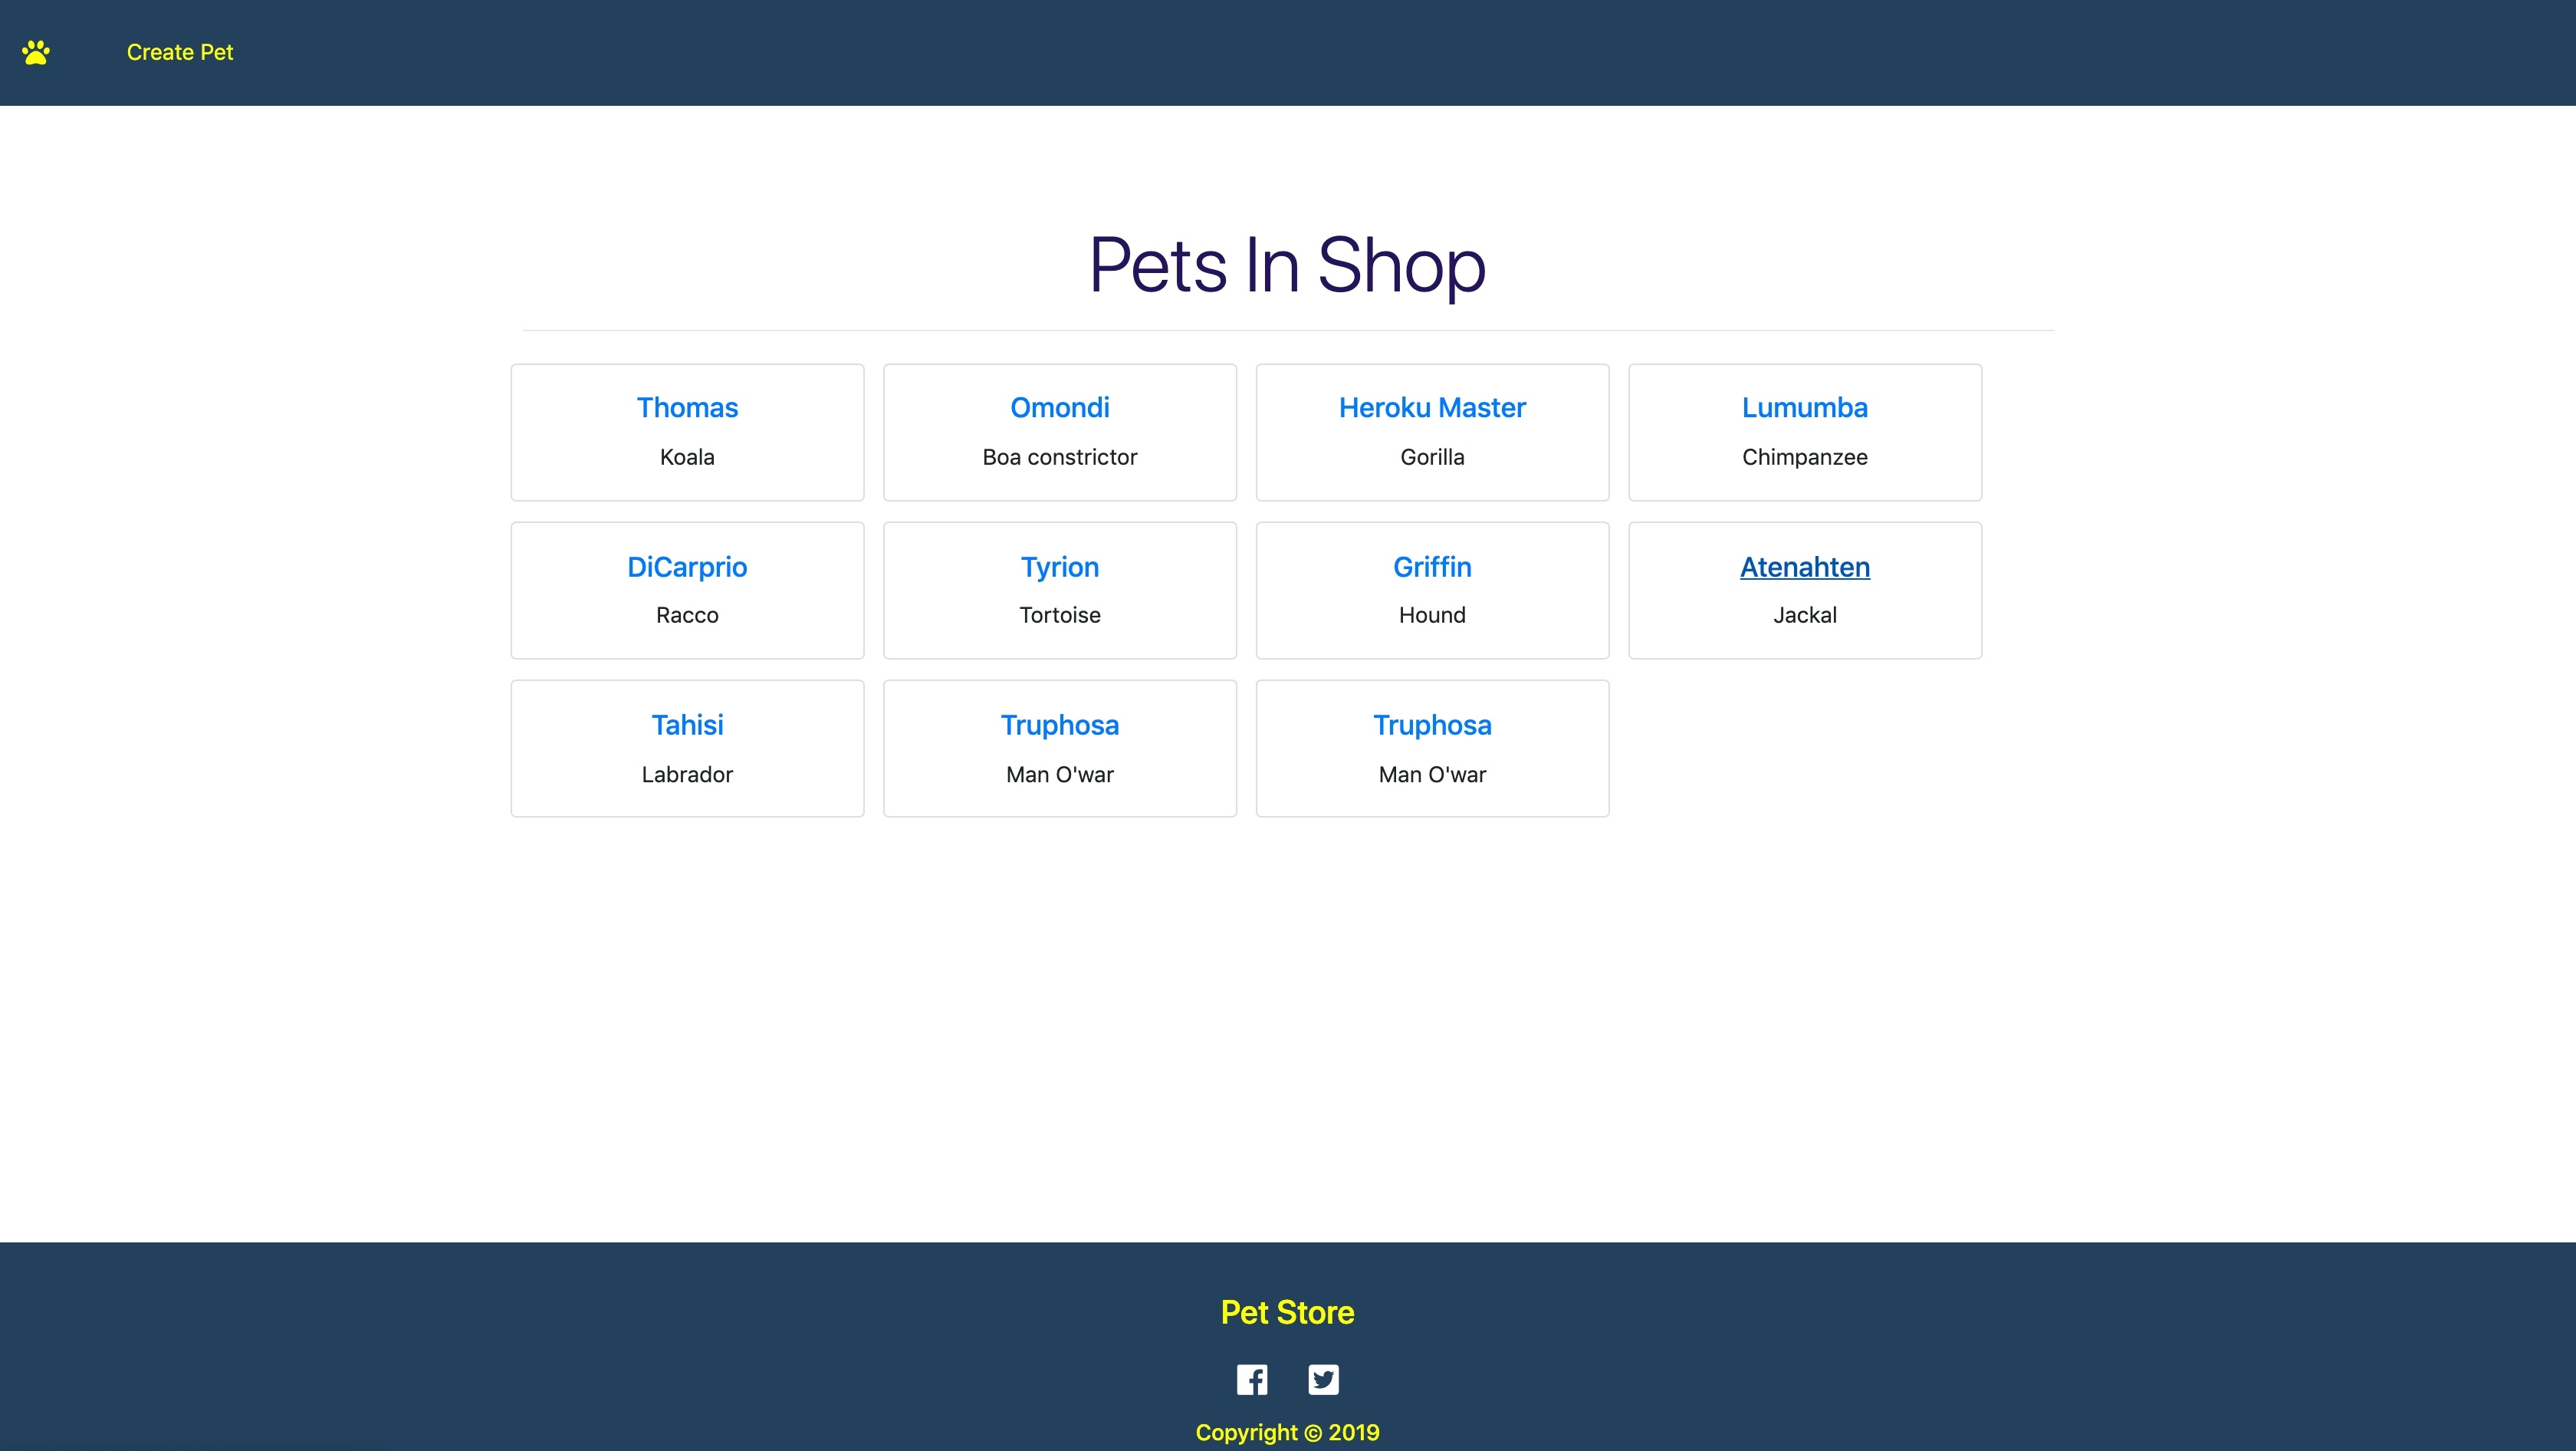 Create Pet
Pets In Shop
Thomas
Koala
Omondi
Boa constrictor
Heroku Master
Gorilla
Lumumba
Chimpanzee
DiCarprio
Racco
Tyrion
Tortoise
Griffin
Hound
Atenahten
Jackal
Tahisi
Labrador
Truphosa
Man O'war
Truphosa
Man O'war
Pet Store
Copyright © 2019